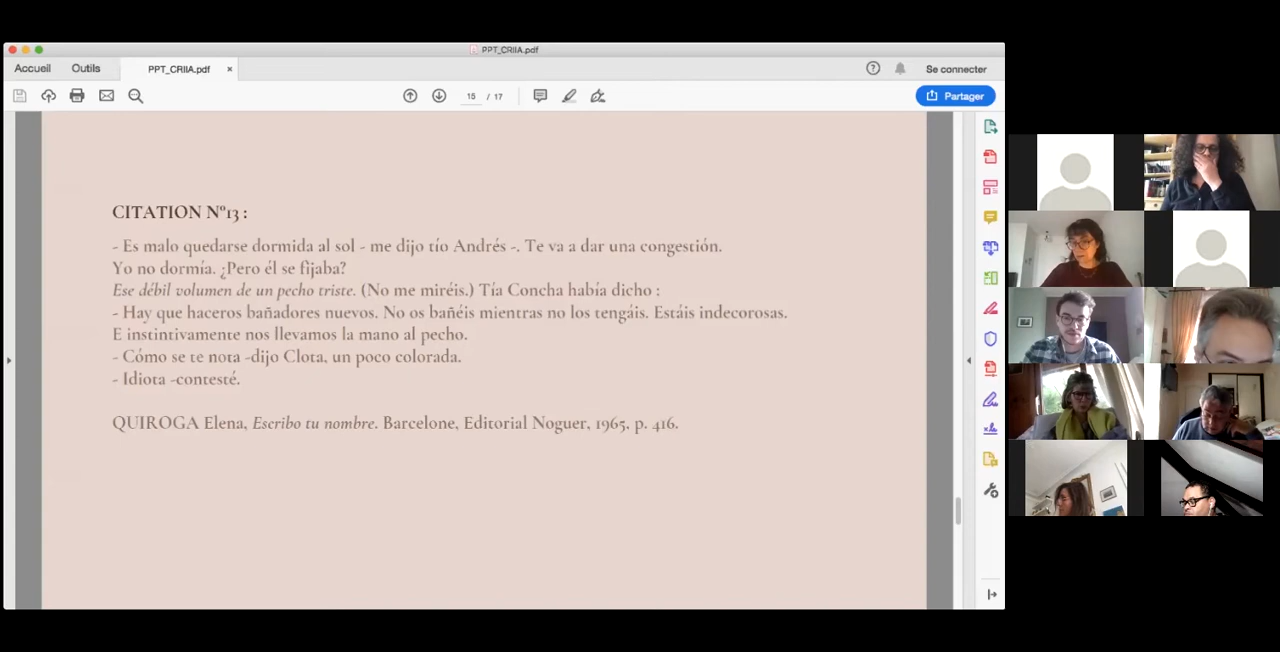 PPT_CRIIA.pdf
Accueil Outils PPT_CRIIA.pdf × Se connecter
15 / 17 Partager
CITATION Nº13 :
- Es malo quedarse dormida al sol - me dijo tío Andrés -. Te va a dar una congestión.
Yo no dormía. ¿Pero él se fijaba?
Ese débil volumen de un pecho triste. (No me miréis.) Tía Concha había dicho :
- Hay que haceros bañadores nuevos. No os bañéis mientras no los tengáis. Estáis indecorosas.
E instintivamente nos llevamos la mano al pecho.
- Cómo se te nota -dijo Clota, un poco colorada.
- Idiota -contesté.
QUIROGA Elena, Escribo tu nombre. Barcelone, Editorial Noguer, 1965. p. 416.